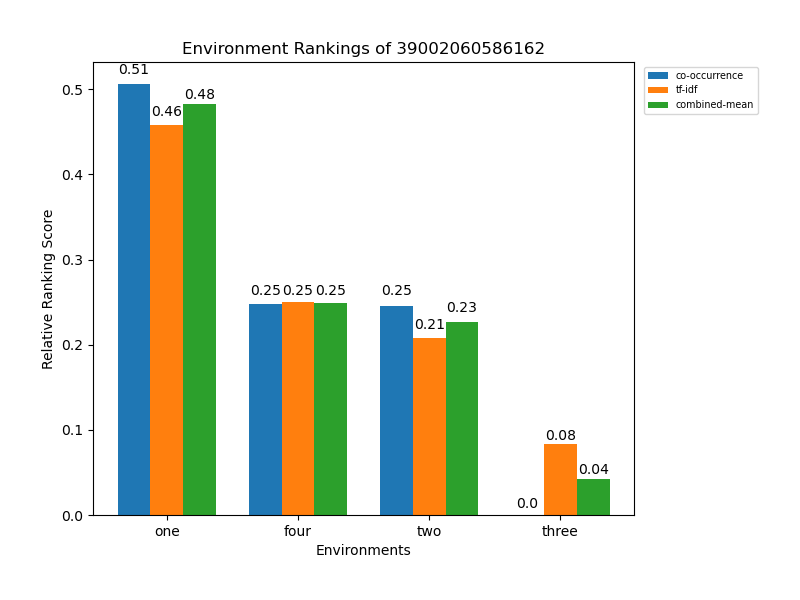 Environment Rankings of 39002060586162
co-occurrence
tf-idf
combined-mean
0.51
0.46
0.48
0.25
0.25
0.25
0.25
0.21
0.23
0.0
0.08
0.04
Relative Ranking Score
0.5
0.4
0.3
0.2
0.1
0.0
one four two three
Environments